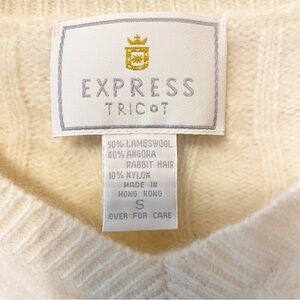 EXPRESS
TRICOT
50% LAMBSWOOL
40% ANGORA
RABBIT HAIR
10% NYLON
MADE IN
HONG KONG
S
OVER FOR CARE